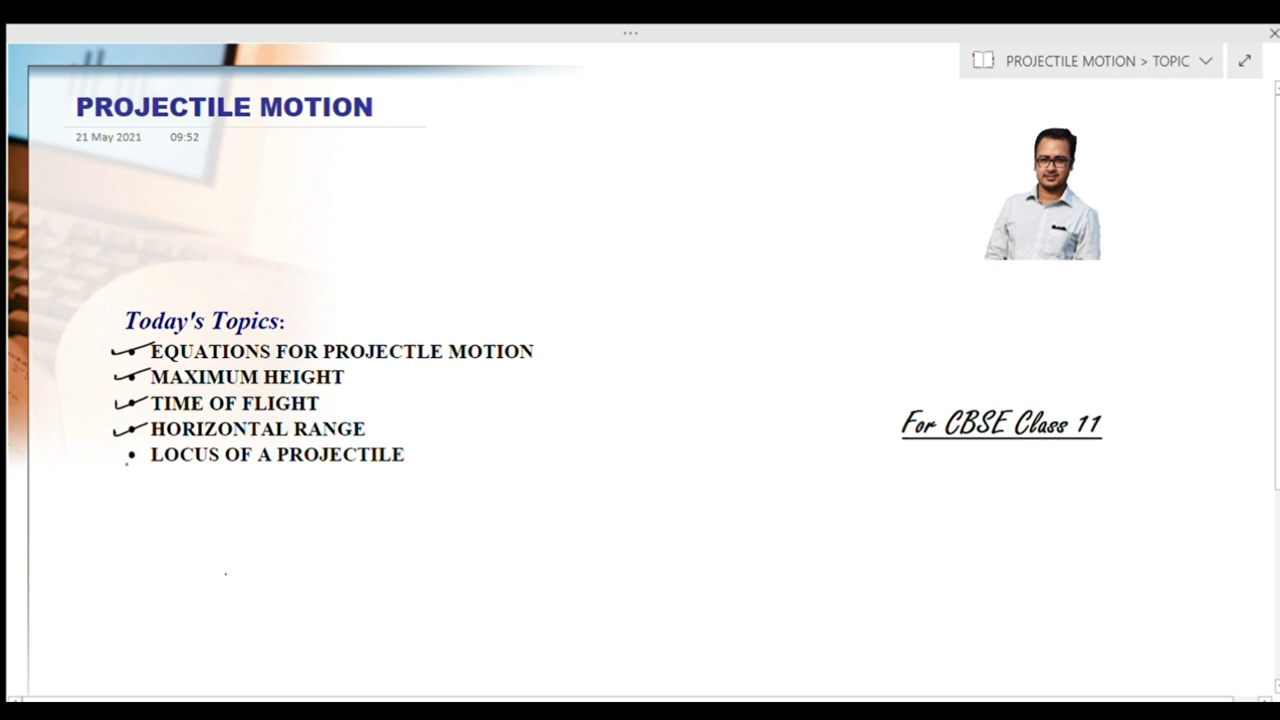 ...
PROJECTILE MOTION > TOPIC
PROJECTILE MOTION
21 May 2021 09:52
Today's Topics:
• EQUATIONS FOR PROJECTLE MOTION
• MAXIMUM HEIGHT
• TIME OF FLIGHT
• HORIZONTAL RANGE
For CBSE Class 11
• LOCUS OF A PROJECTILE